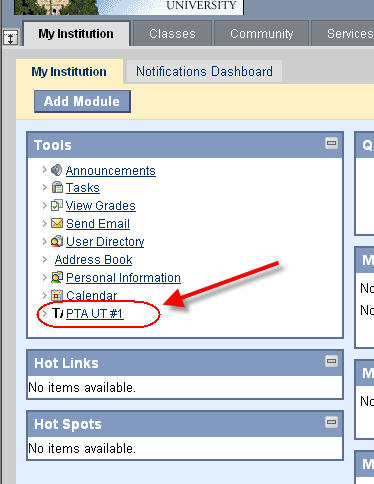 UNIVERSITY
My Institution Classes Community Services
My Institution Notifications Dashboard
Add Module
Tools
Announcements
Tasks
View Grades
Send Email
User Directory
Address Book
Personal Information
Calendar
PTA UT #1
Hot Links
No items available.
Hot Spots
No items available.
Q
M
No
No
M
No
M